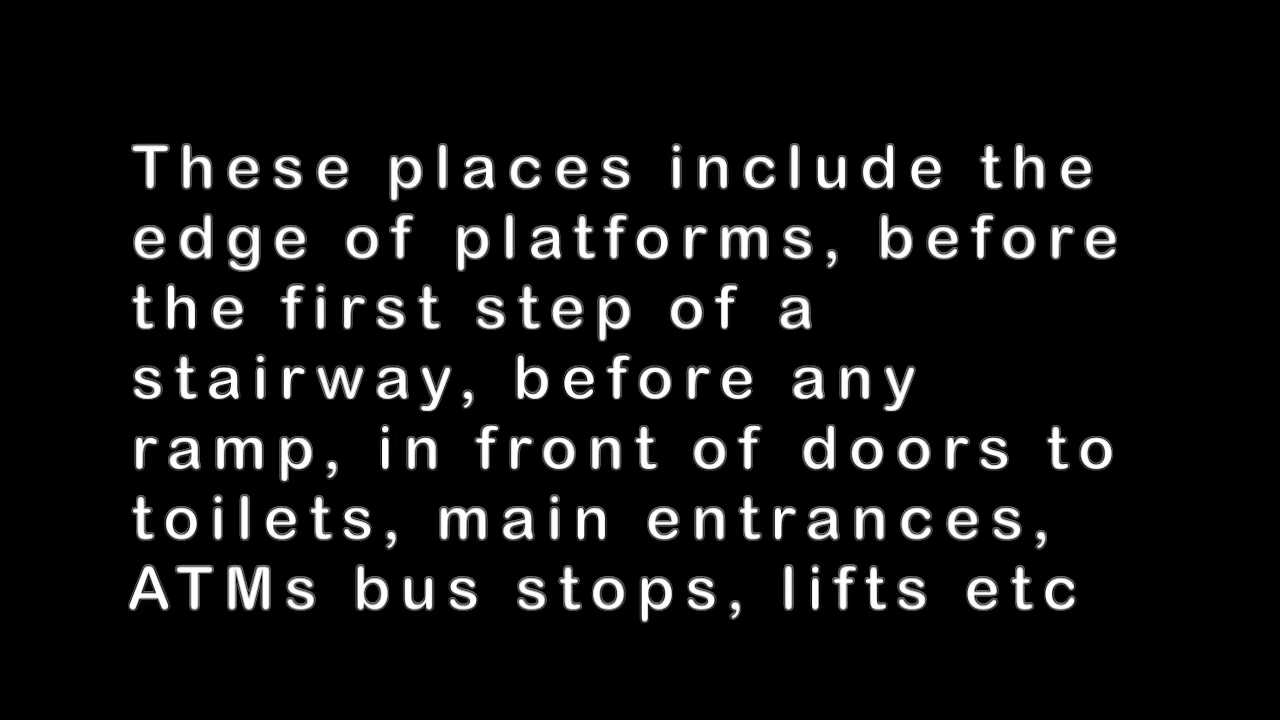 These places include the
edge of platforms, before
the first step of a
stairway, before any
ramp, in front of doors to
toilets, main entrances,
ATMs bus stops, lifts etc